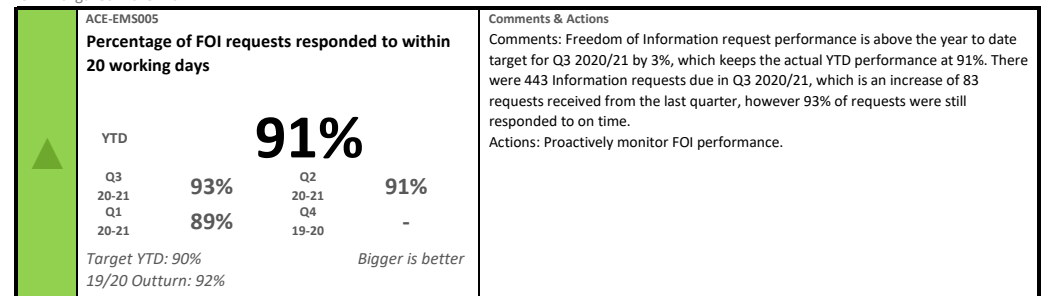 ACE-EMS005
Percentage of FOI requests responded to within
20 working days
YTD
91%
Q3
20-21
93%
Q2
20-21
91%
Q1
20-21
89%
Q4
19-20
-
Target YTD: 90%
Bigger is better
19/20 Outturn: 92%
Comments & Actions
Comments: Freedom of Information request performance is above the year to date
target for Q3 2020/21 by 3%, which keeps the actual YTD performance at 91%. There
were 443 Information requests due in Q3 2020/21, which is an increase of 83
requests received from the last quarter, however 93% of requests were still
responded to on time.
Actions: Proactively monitor FOI performance.